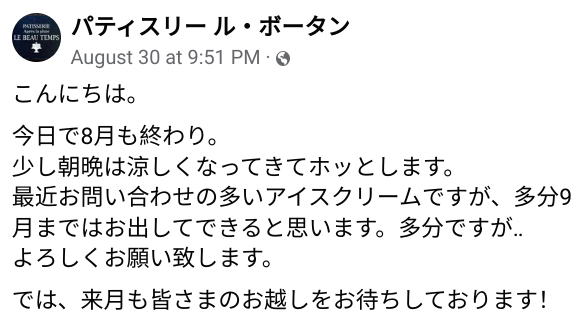 PATISSERIE
Après la pluie
LE BEAU TEMPS
パティスリー ル・ボータン
August 30 at 9:51 PM ·
こんにちは。
今日で8月も終わり。
少し朝晩は涼しくなってきてホッとします。
最近お問い合わせの多いアイスクリームですが、多分9
月まではお出してできると思います。多分ですが..
よろしくお願い致します。
では、来月も皆さまのお越しをお待ちしております!